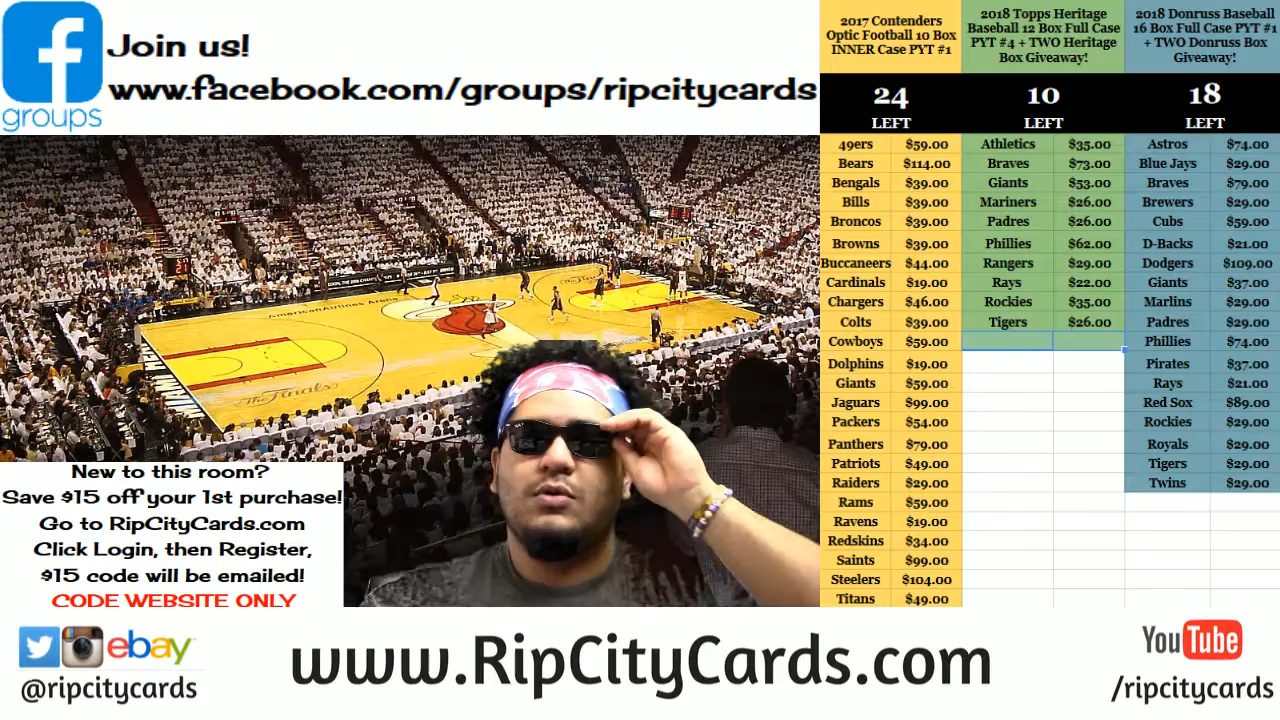 groups
Join us!
www.facebook.com/groups/ripcitycards
New to this room?
Save $15 off your 1st purchase!
Go to RipCityCards.com
Click Login, then Register,
$15 code will be emailed!
CODE WEBSITE ONLY
2017 Contenders
Optic Football 10 Box
INNER Case PYT #1
24
LEFT
49ers $59.00
Bears $114.00
Bengals $39.00
Bills $39.00
Broncos $39.00
Browns $39.00
Buccaneers $44.00
Cardinals $19.00
Chargers $46.00
Colts $39.00
Cowboys $59.00
Dolphins $19.00
Giants $59.00
Jaguars $99.00
Packers $54.00
Panthers $79.00
Patriots $49.00
Raiders $29.00
Rams $59.00
Ravens $19.00
Redskins $34.00
Saints $99.00
Steelers $104.00
Titans $49.00
2018 Topps Heritage
Baseball 12 Box Full Case
PYT #4 + TWO Heritage
Box Giveaway!
10
LEFT
Athletics $35.00
Braves $73.00
Giants $53.00
Mariners $26.00
Padres $26.00
Phillies $62.00
Rangers $29.00
Rays $22.00
Rockies $35.00
Tigers $26.00
2018 Donruss Baseball
16 Box Full Case PYT #1
+ TWO Donruss Box
Giveaway!
18
LEFT
Astros $74.00
Blue Jays $29.00
Braves $79.00
Brewers $29.00
Cubs $59.00
D-Backs $21.00
Dodgers $109.00
Giants $37.00
Marlins $29.00
Padres $29.00
Phillies $74.00
Pirates $37.00
Rays $21.00
Red Sox $89.00
Rockies $29.00
Royals $29.00
Tigers $29.00
Twins $29.00
AmericanAirlines Arena
The Finals
ebay
@ripcitycards
www.RipCityCards.com
YouTube
/ripcitycards